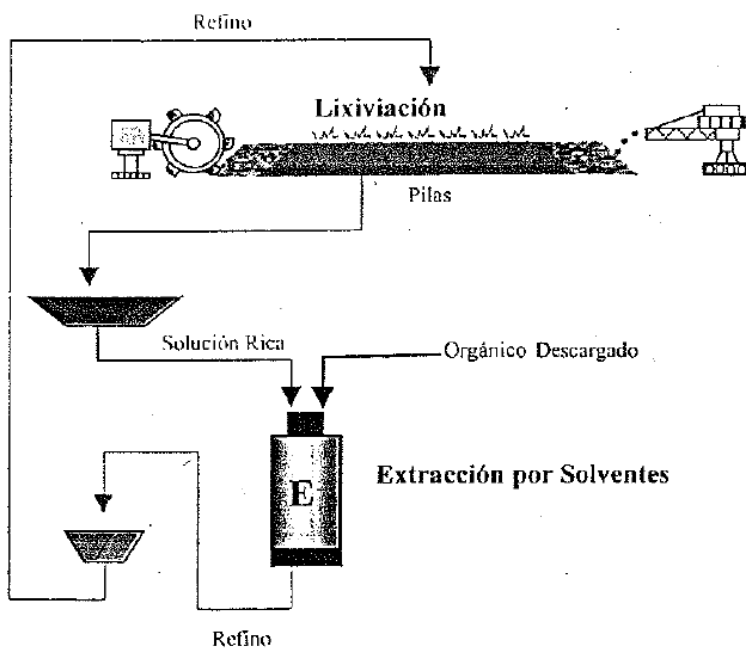 Refino
Lixiviación
Pilas
Solución Rica
Orgánico Descargado
E
Extracción por Solventes
Refino